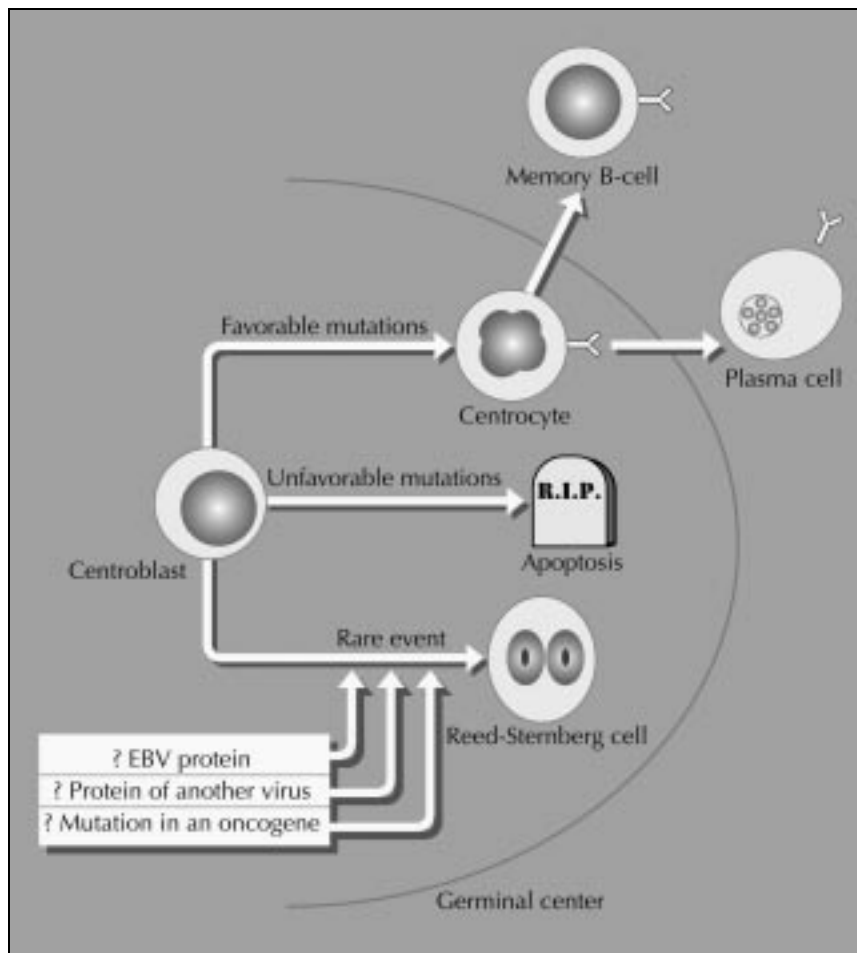 Memory B-cell
Favorable mutations
Plasma cell
Centrocyte
Unfavorable mutations
R.I.P.
Centroblast
Apoptosis
Rare event
Reed-Sternberg cell
? EBV protein
? Protein of another virus
? Mutation in an oncogene
Germinal center